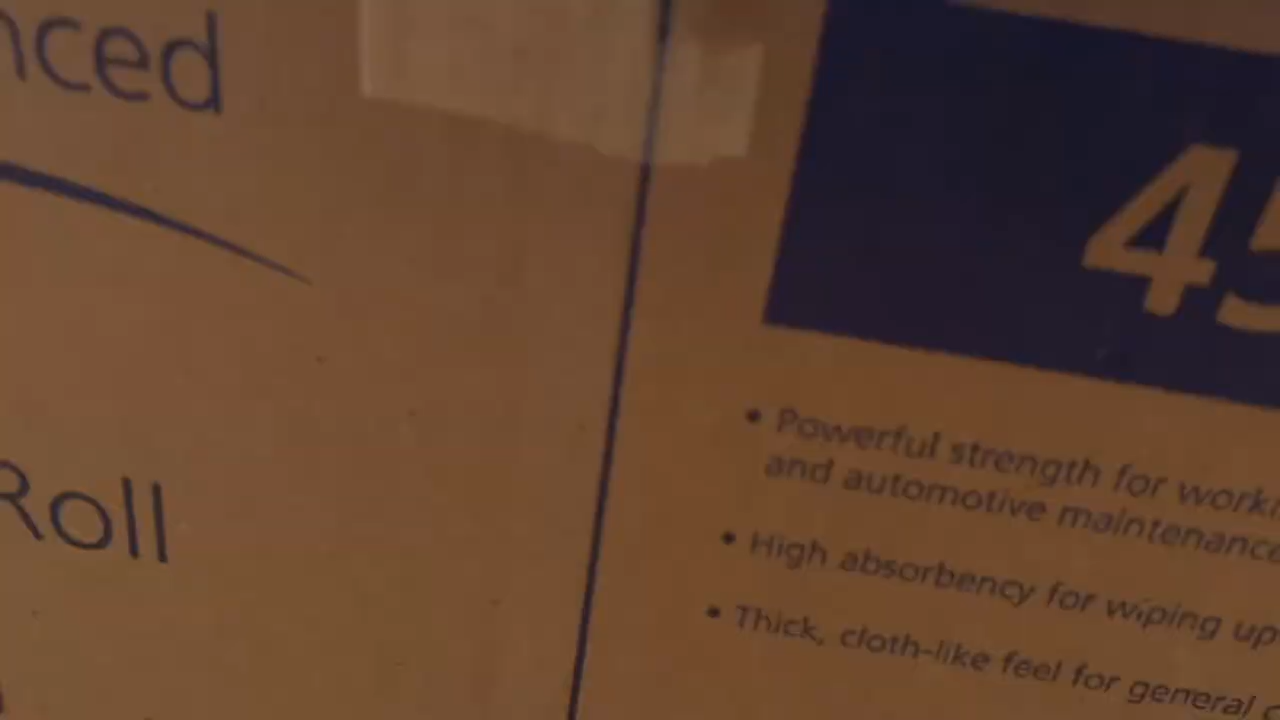 nced
Roll
45
• Powerful strength for worki
and automotive maintenance
• High absorbency for wiping up
• Thick, cloth-like feel for general c